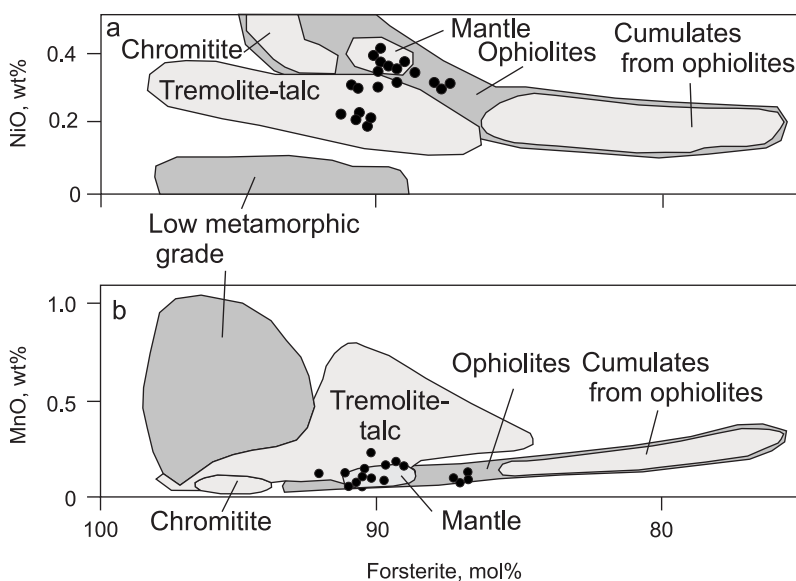 a
Chromitite
Mantle
Ophiolites
Cumulates
from ophiolites
Tremolite-talc
NiO, wt%
0.4
0.2
0
Low metamorphic
grade
b
MnO, wt%
1.0
0.5
0
Tremolite-
talc
Ophiolites
Cumulates
from ophiolites
Chromitite
Mantle
100
90
80
Forsterite, mol%